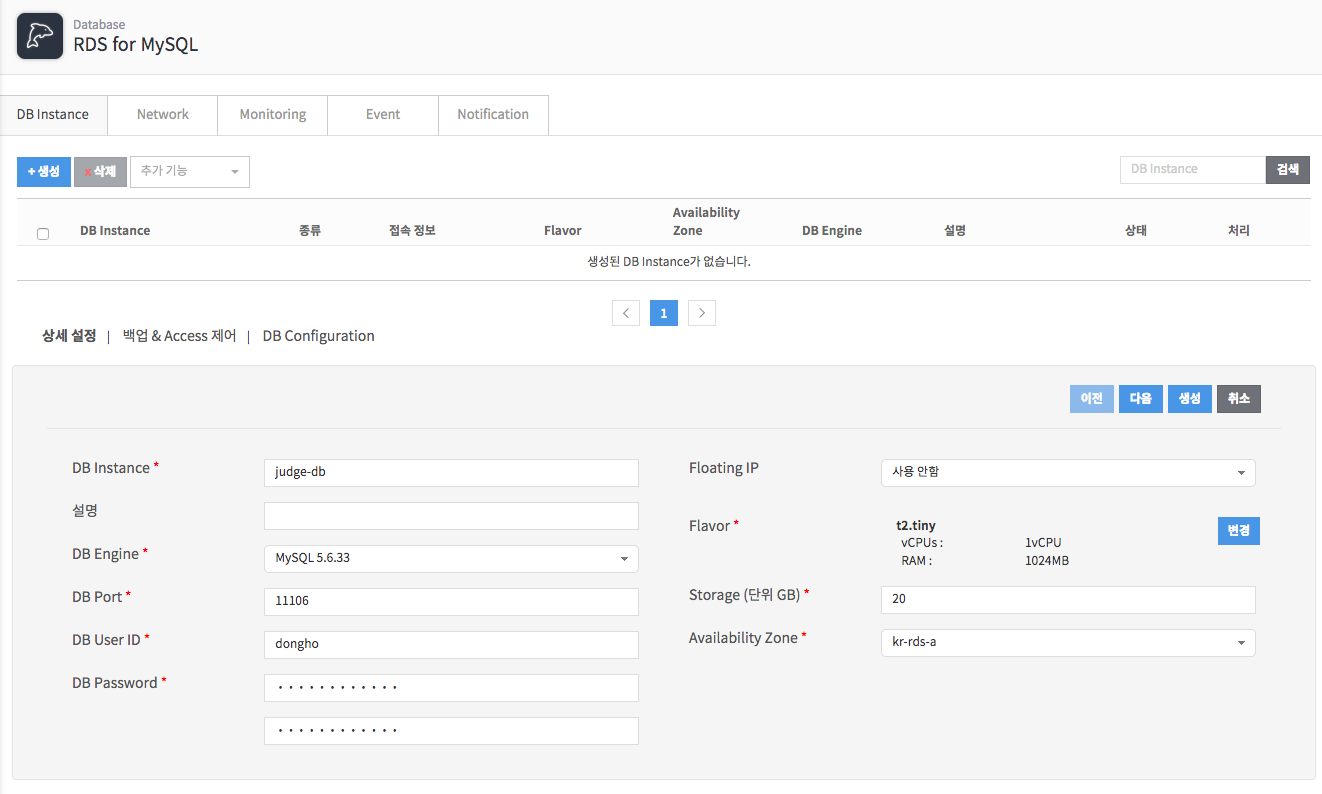 Database
RDS for MySQL
DB Instance Network Monitoring Event Notification
+ 생성 x 삭제 추가 기능 DB Instance 검색
DB Instance 종류 접속 정보 Flavor Availability Zone DB Engine 설명 상태 처리
생성된 DB Instance가 없습니다.
< 1 >
상세 설정 | 백업 & Access 제어 | DB Configuration
이전 다음 생성 취소
DB Instance * judge-db
설명
DB Engine * MySQL 5.6.33
DB Port * 11106
DB User ID * dongho
DB Password * ••••••••••••
••••••••••••
Floating IP 사용 안함
Flavor * t2.tiny 변경
vCPUs : 1vCPU
RAM : 1024MB
Storage (단위 GB) * 20
Availability Zone * kr-rds-a